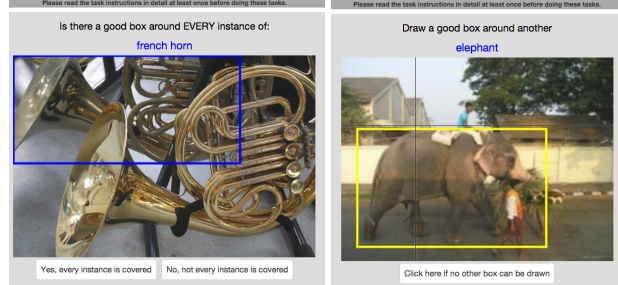 Please read the task instructions in detail at least once before doing these tasks.
Is there a good box around EVERY instance of:
french horn
Yes, every instance is covered
No, not every instance is covered
Please read the task instructions in detail at least once before doing these tasks.
Draw a good box around another
elephant
Click here if no other box can be drawn